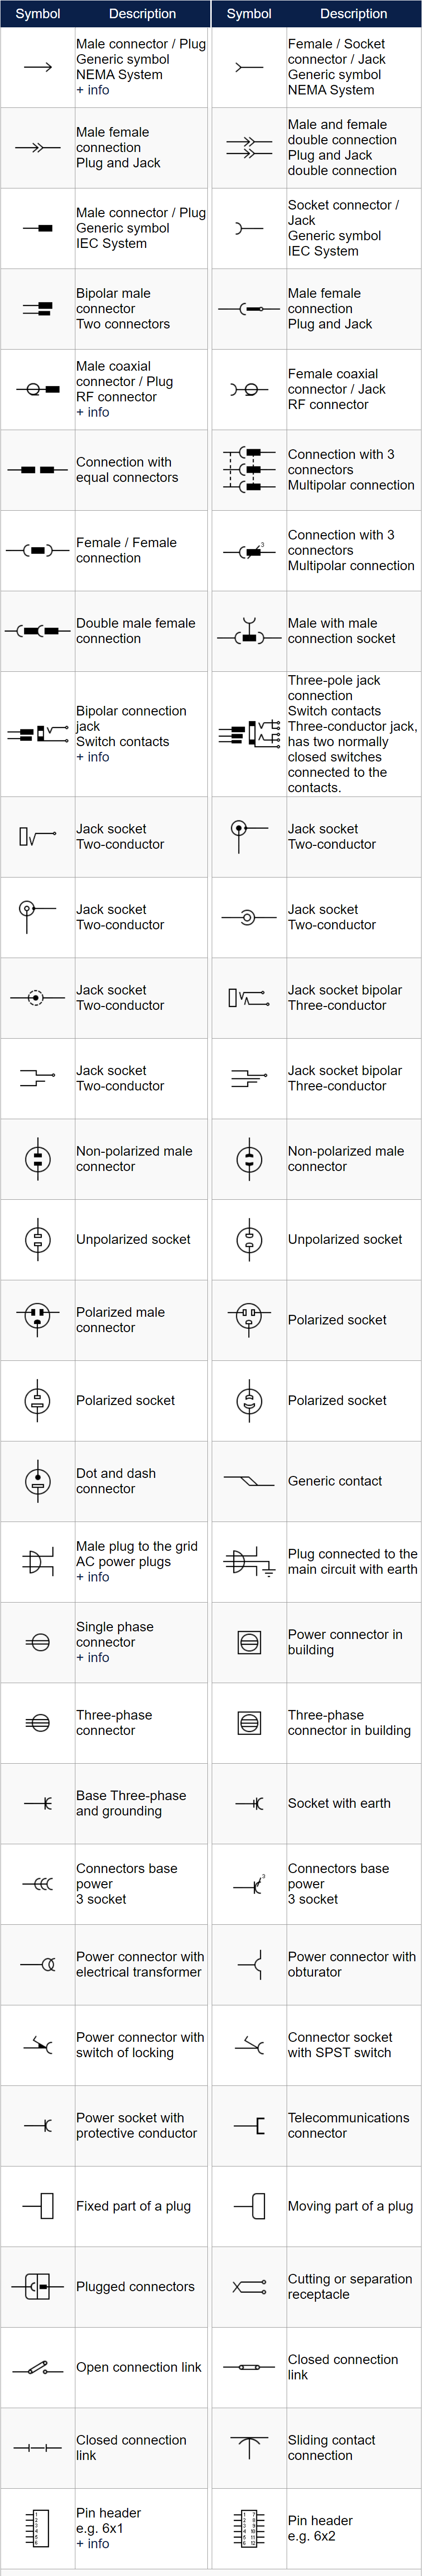 Symbol Description Symbol Description
Male connector / Plug
Generic symbol
NEMA System
+ info
Female / Socket
connector / Jack
Generic symbol
NEMA System
Male female
connection
Plug and Jack
Male and female
double connection
Plug and Jack
double connection
Male connector / Plug
Generic symbol
IEC System
Socket connector /
Jack
Generic symbol
IEC System
Bipolar male
connector
Two connectors
Male female
connection
Plug and Jack
Male coaxial
connector / Plug
RF connector
+ info
Female coaxial
connector / Jack
RF connector
Connection with
equal connectors
Connection with 3
connectors
Multipolar connection
Female / Female
connection
3
Connection with 3
connectors
Multipolar connection
Double male female
connection
Male with male
connection socket
Bipolar connection
jack
Switch contacts
+ info
Three-pole jack
connection
Switch contacts
Three-conductor jack,
has two normally
closed switches
connected to the
contacts.
Jack socket
Two-conductor
Jack socket
Two-conductor
Jack socket
Two-conductor
Jack socket
Two-conductor
Jack socket
Two-conductor
Jack socket bipolar
Three-conductor
Jack socket
Two-conductor
Jack socket bipolar
Three-conductor
Non-polarized male
connector
Non-polarized male
connector
Unpolarized socket
Unpolarized socket
Polarized male
connector
Polarized socket
Polarized socket
Polarized socket
Dot and dash
connector
Generic contact
Male plug to the grid
AC power plugs
+ info
Plug connected to the
main circuit with earth
Single phase
connector
+ info
Power connector in
building
Three-phase
connector
Three-phase
connector in building
Base Three-phase
and grounding
Socket with earth
Connectors base
power
3 socket
3
Connectors base
power
3 socket
Power connector with
electrical transformer
Power connector with
obturator
Power connector with
switch of locking
Connector socket
with SPST switch
Power socket with
protective conductor
Telecommunications
connector
Fixed part of a plug
Moving part of a plug
Plugged connectors
Cutting or separation
receptacle
Open connection link
Closed connection
link
Closed connection
link
Sliding contact
connection
1
2
3
4
5
6
Pin header
e.g. 6x1
+ info
1 7
2 8
3 9
4 10
5 11
6 12
Pin header
e.g. 6x2